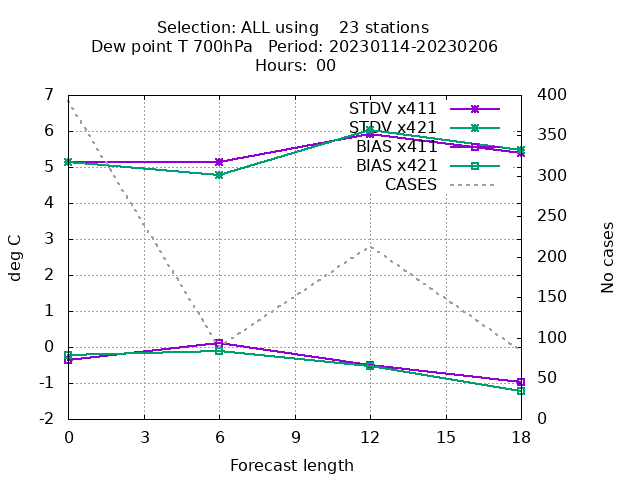 Selection: ALL using 23 stations
Dew point T 700hPa Period: 20230114-20230206
Hours: 00
7 400
STDV x411
6 STDV x421 350
BIAS x411
5 BIAS x421 300
CASES
4 250
3
deg C 2 200 No cases
1 150
0 100
-1 50
-2 0
0 3 6 9 12 15 18
Forecast length